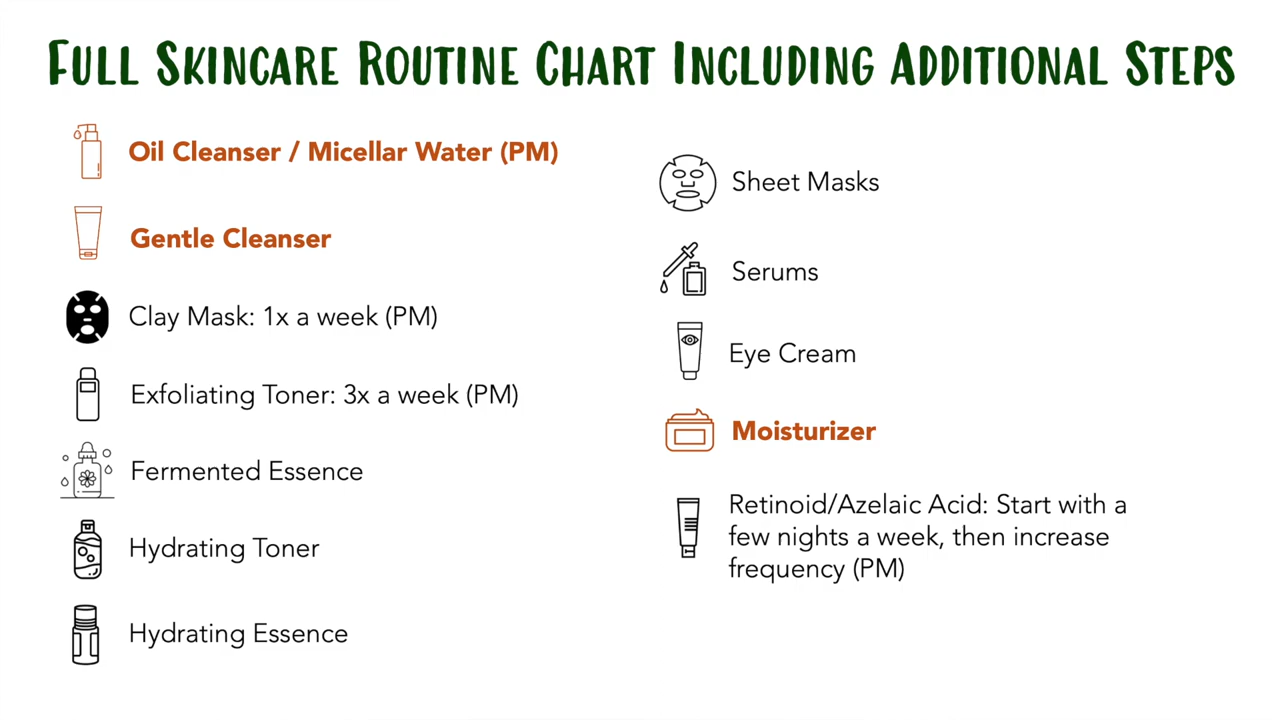 Full Skincare Routine Chart Including Additional Steps
Oil Cleanser / Micellar Water (PM)
Gentle Cleanser
Clay Mask: 1x a week (PM)
Exfoliating Toner: 3x a week (PM)
Fermented Essence
Hydrating Toner
Hydrating Essence
Sheet Masks
Serums
Eye Cream
Moisturizer
Retinoid/Azelaic Acid: Start with a
few nights a week, then increase
frequency (PM)